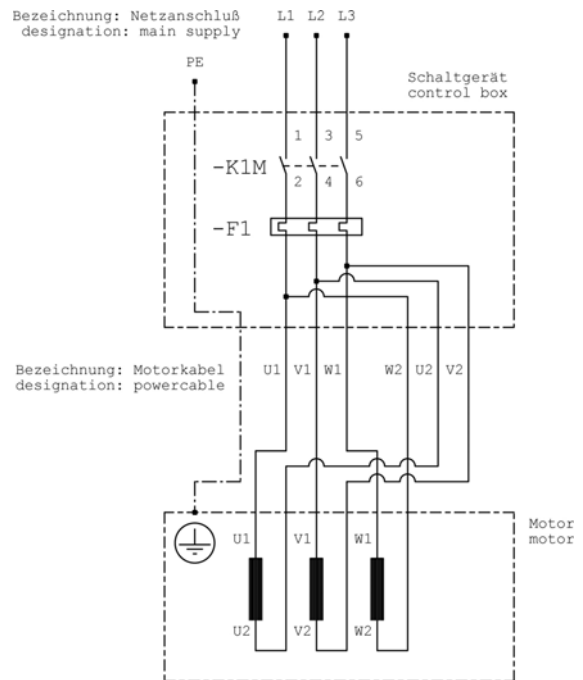 Bezeichnung: Netzanschluß
designation: main supply
L1 L2 L3
PE
Schaltgerät
control box
1 3 5
-K1M
2 4 6
-F1
Bezeichnung: Motorkabel
designation: powercable
U1 V1 W1 W2 U2 V2
Motor
motor
U1 V1 W1
U2 V2 W2